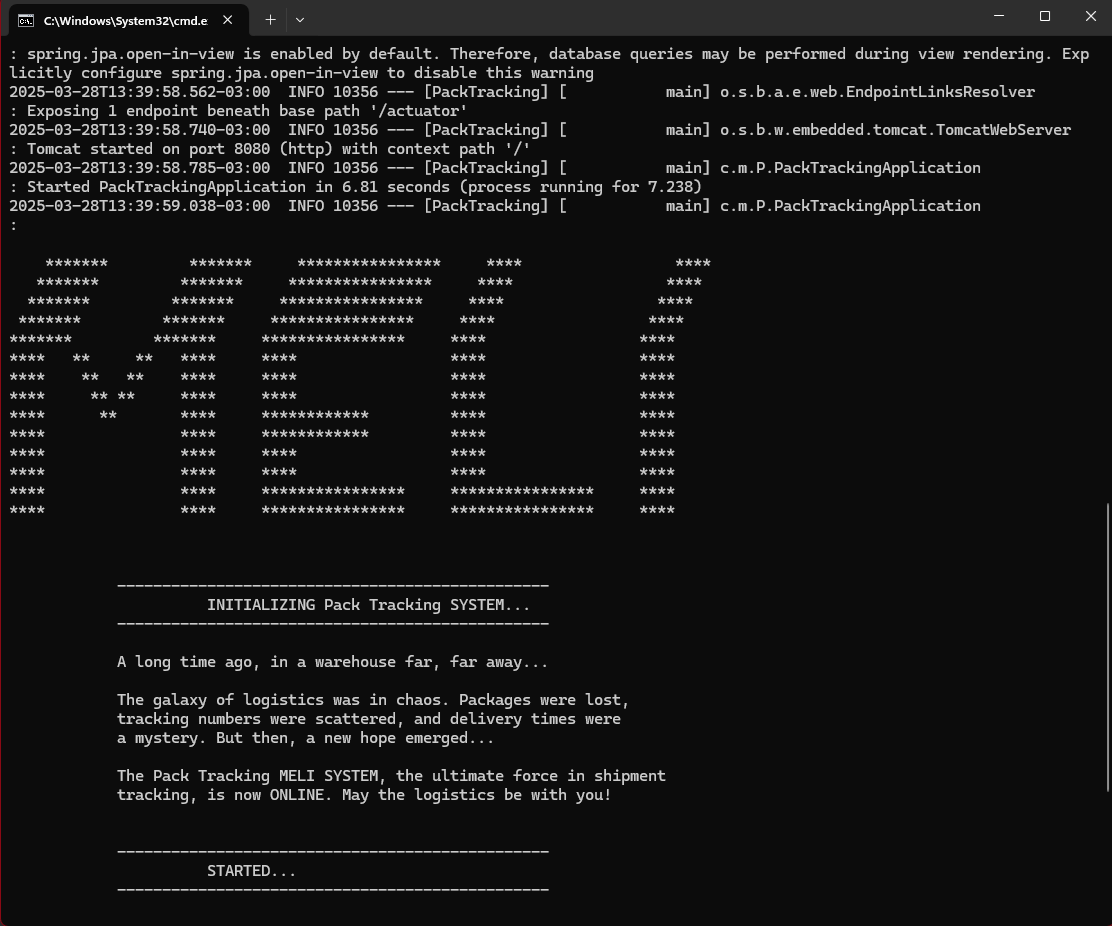 C:\Windows\System32\cmd.e
: spring.jpa.open-in-view is enabled by default. Therefore, database queries may be performed during view rendering. Exp
licitly configure spring.jpa.open-in-view to disable this warning
2025-03-28T13:39:58.562-03:00  INFO 10356 --- [PackTracking] [           main] o.s.b.a.e.web.EndpointLinksResolver
: Exposing 1 endpoint beneath base path '/actuator'
2025-03-28T13:39:58.740-03:00  INFO 10356 --- [PackTracking] [           main] o.s.b.w.embedded.tomcat.TomcatWebServer
: Tomcat started on port 8080 (http) with context path '/'
2025-03-28T13:39:58.785-03:00  INFO 10356 --- [PackTracking] [           main] c.m.P.PackTrackingApplication
: Started PackTrackingApplication in 6.81 seconds (process running for 7.238)
2025-03-28T13:39:59.038-03:00  INFO 10356 --- [PackTracking] [           main] c.m.P.PackTrackingApplication
:
MELI
------------------------------------------------
INITIALIZING Pack Tracking SYSTEM...
------------------------------------------------
A long time ago, in a warehouse far, far away...
The galaxy of logistics was in chaos. Packages were lost,
tracking numbers were scattered, and delivery times were
a mystery. But then, a new hope emerged...
The Pack Tracking MELI SYSTEM, the ultimate force in shipment
tracking, is now ONLINE. May the logistics be with you!
------------------------------------------------
STARTED...
------------------------------------------------